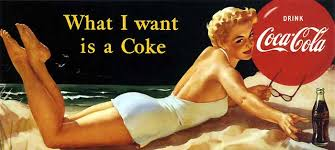 What I want
is a Coke
DRINK
Coca-Cola